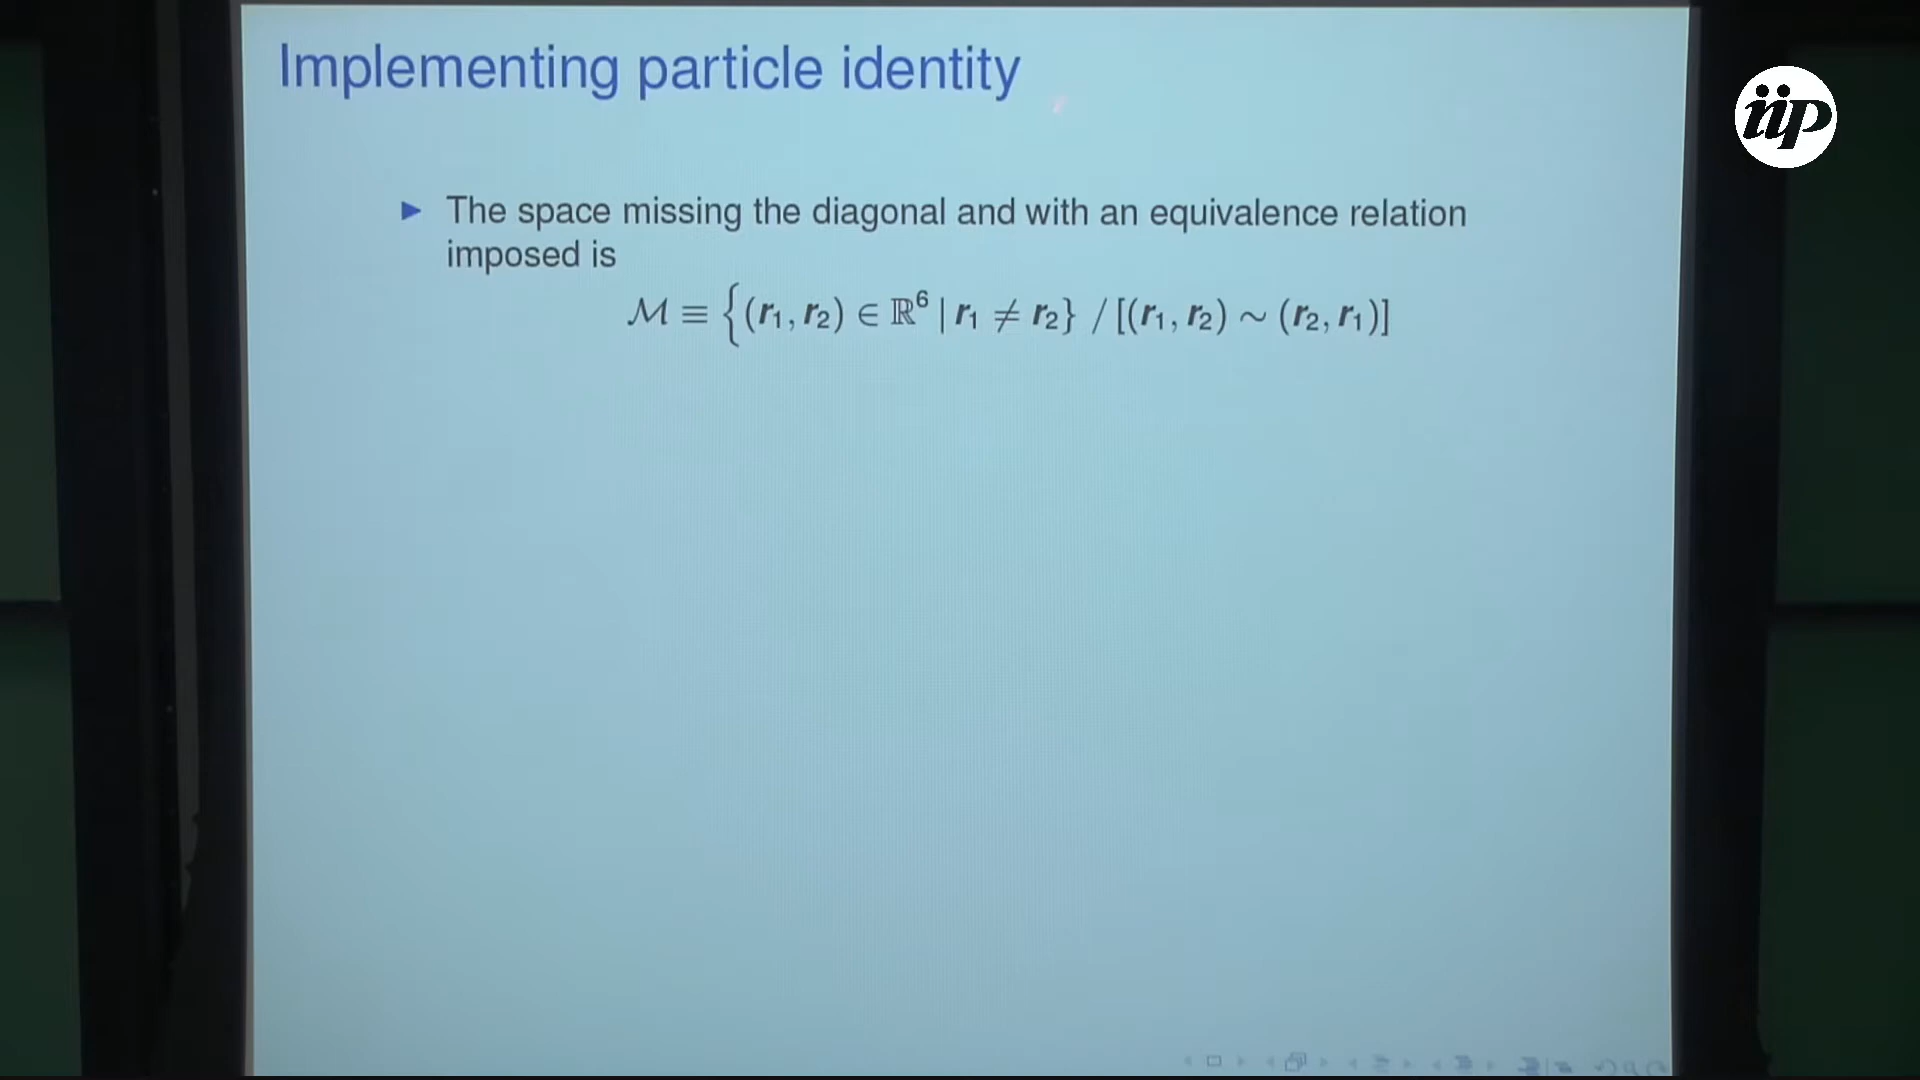 Implementing particle identity
iip
▶ The space missing the diagonal and with an equivalence relation
imposed is
ℳ ≡ {(r₁, r₂) ∈ ℝ⁶ | r₁ ≠ r₂} / [(r₁, r₂) ∼ (r₂, r₁)]